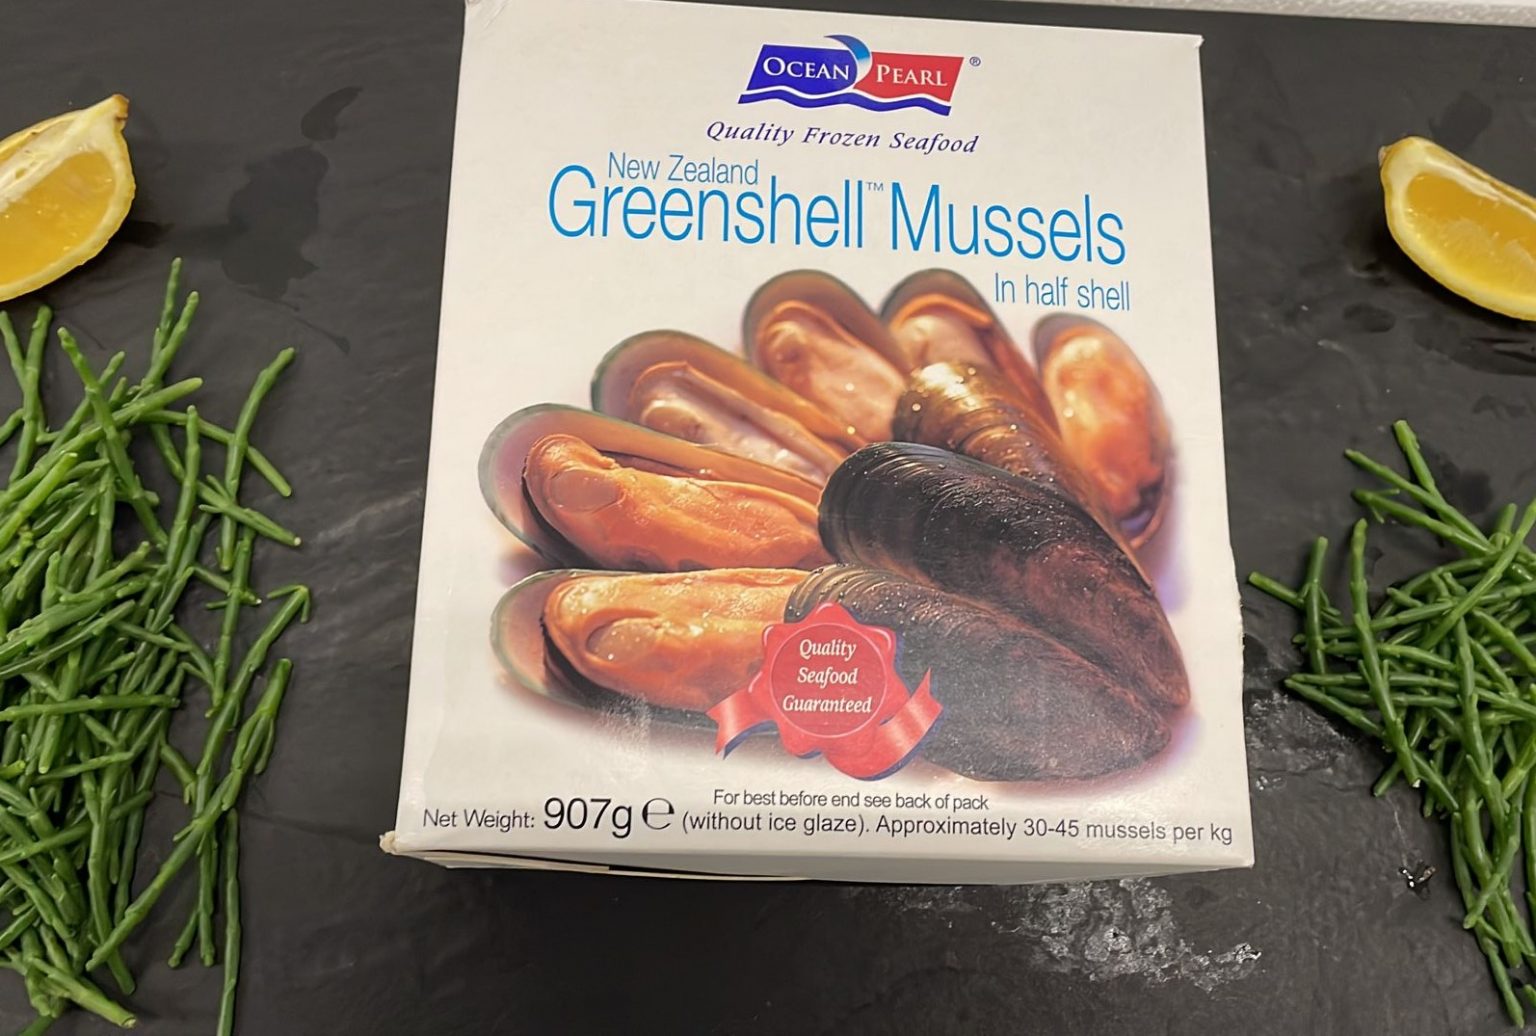 OCEAN PEARL ®
Quality Frozen Seafood
New Zealand
Greenshell™ Mussels
In half shell
Quality
Seafood
Guaranteed
For best before end see back of pack
Net Weight: 907g ℮ (without ice glaze). Approximately 30-45 mussels per kg